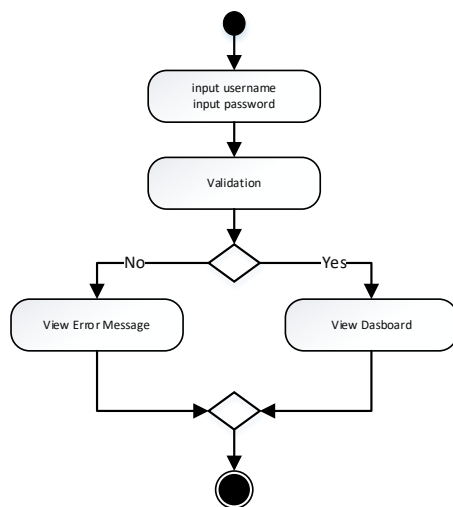 input username
input password
Validation
No
Yes
View Error Message
View Dasboard